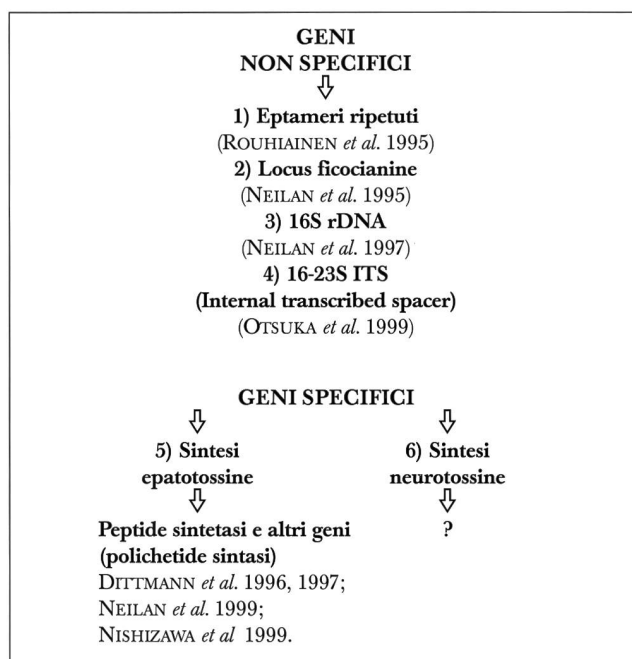 GENI
NON SPECIFICI
1) Eptameri ripetuti
(ROUHIAINEN et al. 1995)
2) Locus ficocianine
(NEILAN et al. 1995)
3) 16S rDNA
(NEILAN et al. 1997)
4) 16-23S ITS
(Internal transcribed spacer)
(OTSUKA et al. 1999)
GENI SPECIFICI
5) Sintesi
epatotossine
Peptide sintetasi e altri geni
(polichetide sintasi)
DITTMANN et al. 1996, 1997;
NEILAN et al. 1999;
NISHIZAWA et al 1999.
6) Sintesi
neurotossine
?